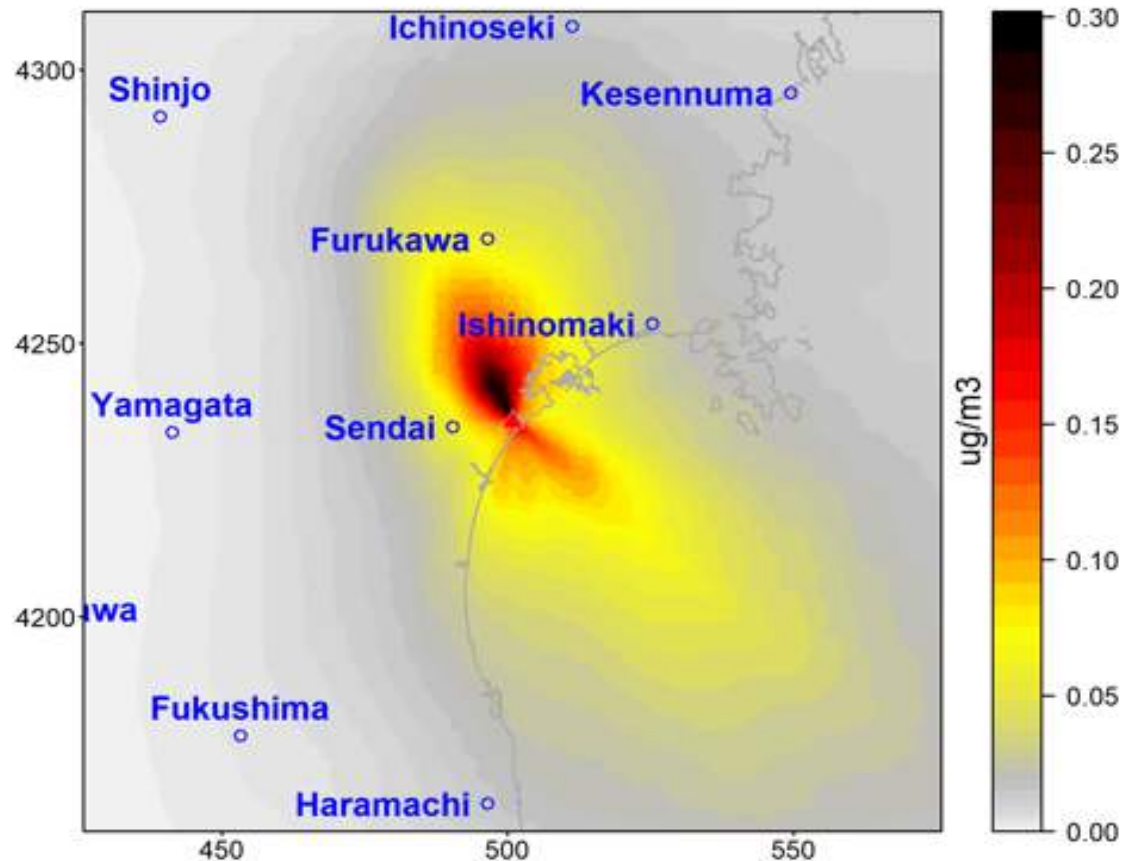 Ichinoseki
Shinjo
Kesennuma
Furukawa
Ishinomaki
Yamagata
Sendai
uwa
Fukushima
Haramachi
4300
4250
4200
450
500
550
0.30
0.25
0.20
0.15
0.10
0.05
0.00
ug/m3